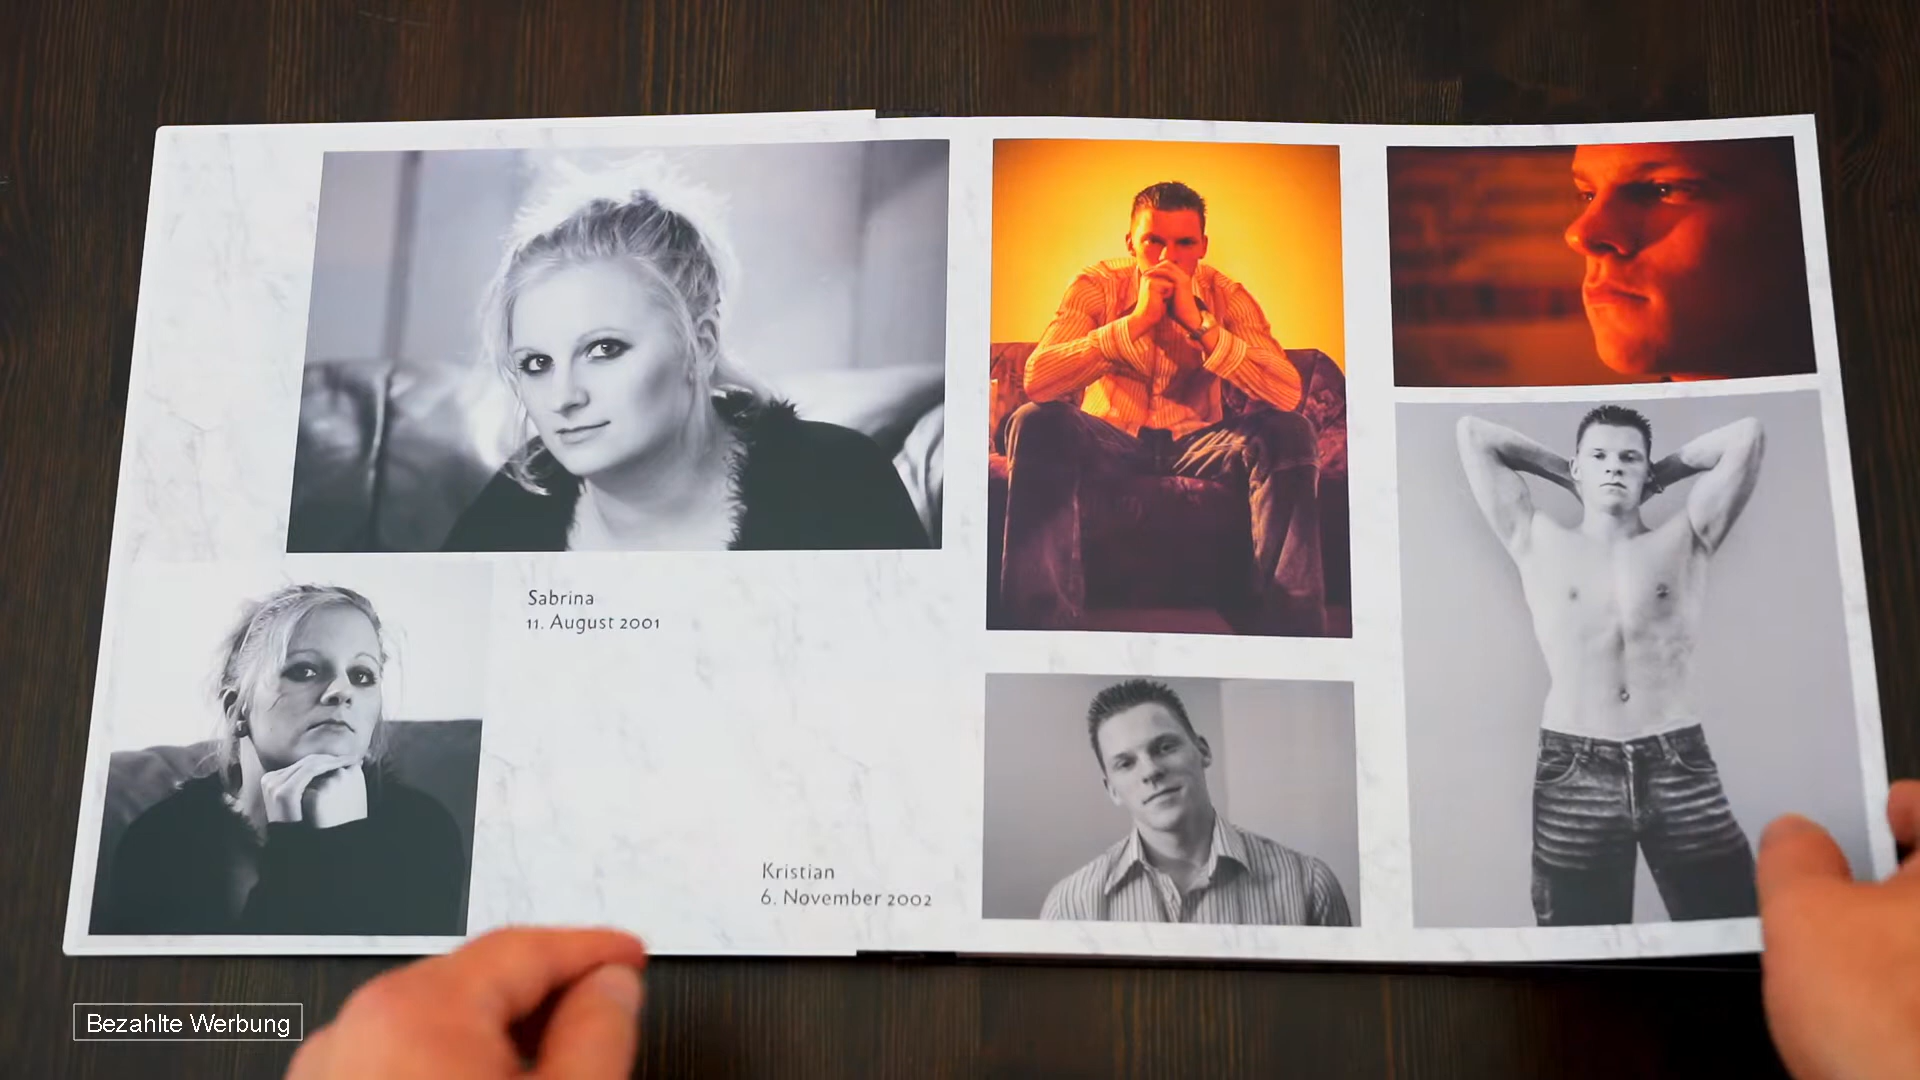 Sabrina
11. August 2001
Kristian
6. November 2002
Bezahlte Werbung